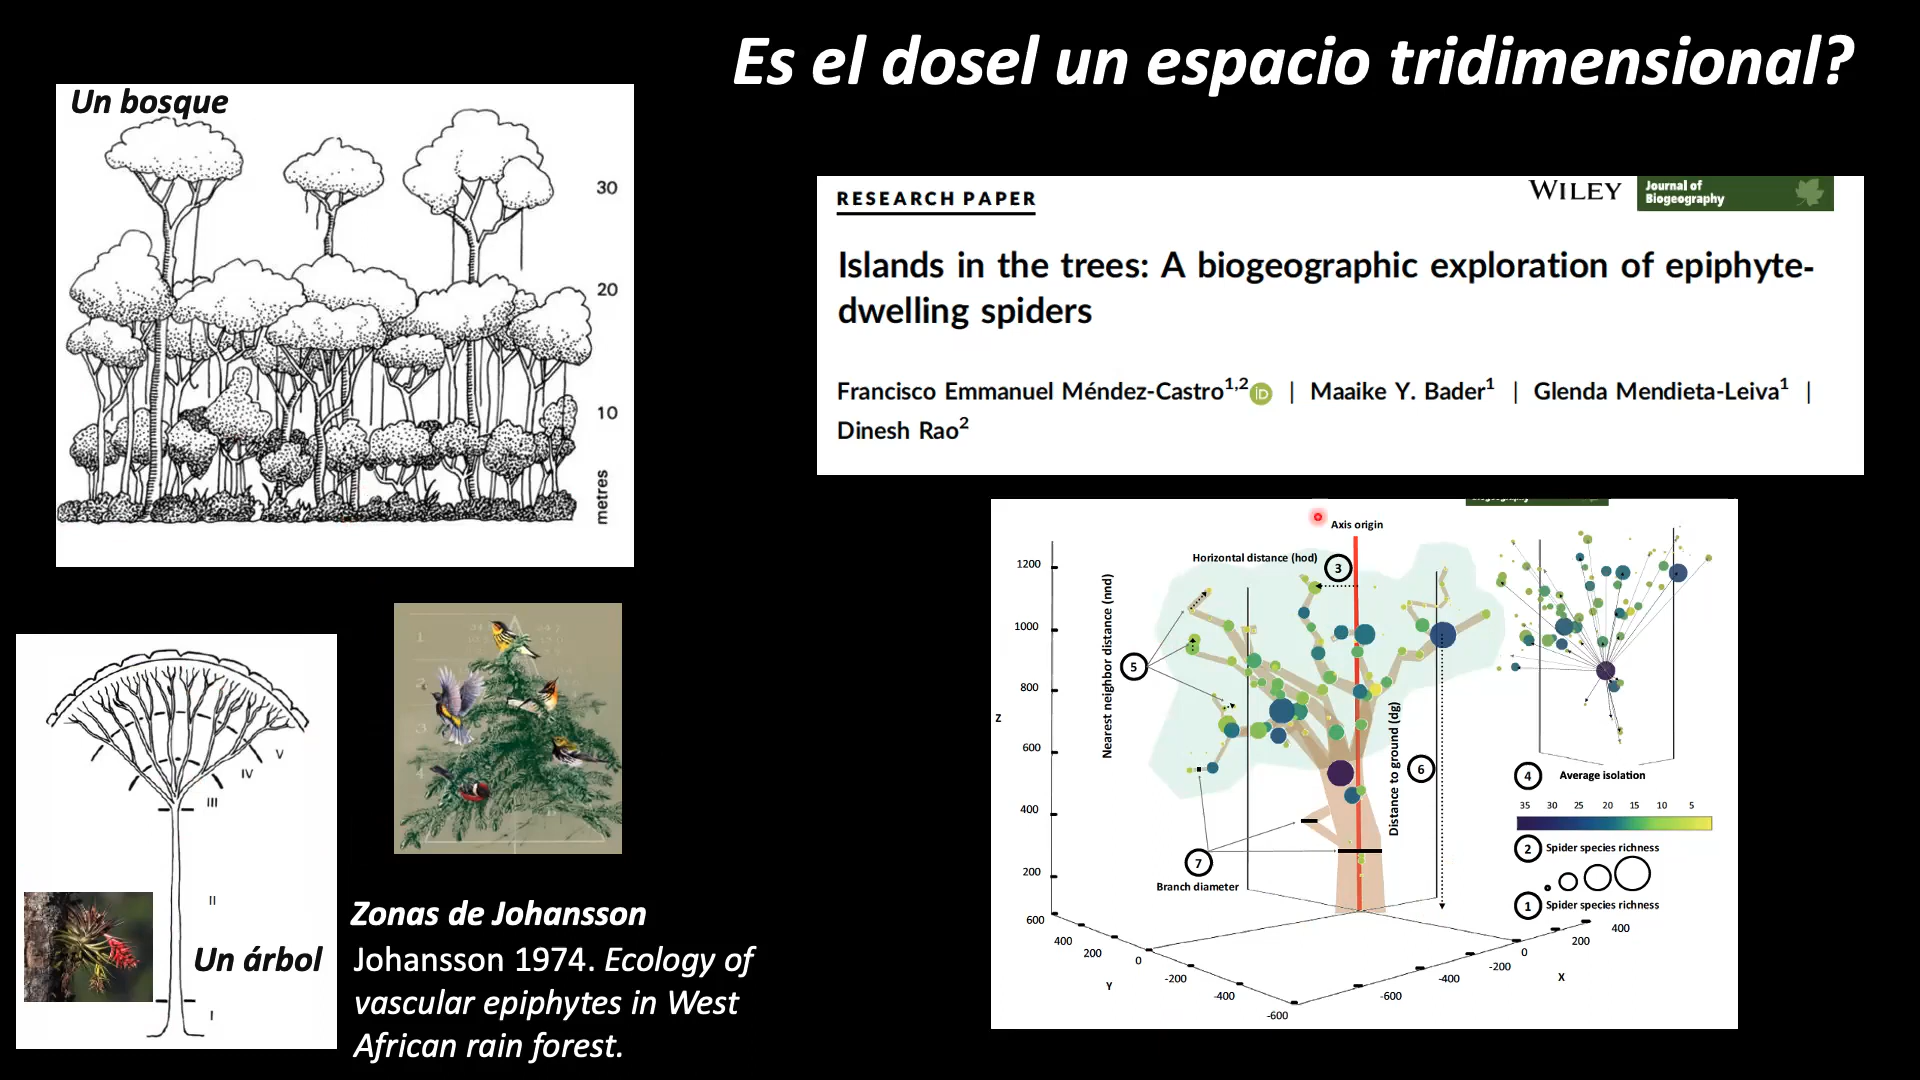 Es el dosel un espacio tridimensional?
Un bosque
30
20
10
metres
RESEARCH PAPER
WILEY
Journal of
Biogeography
Islands in the trees: A biogeographic exploration of epiphyte-
dwelling spiders
Francisco Emmanuel Méndez-Castro1,2 iD | Maaike Y. Bader1 | Glenda Mendieta-Leiva1 |
Dinesh Rao2
V
IV
III
II
I
Un árbol
1
2
3
4
Zonas de Johansson
Johansson 1974. Ecology of
vascular epiphytes in West
African rain forest.
Axis origin
Horizontal distance (hod)
3
1200
1000
800
600
400
200
Z
Nearest neighbor distance (nnd)
5
Distance to ground (dg)
6
7
Branch diameter
4 Average isolation
35 30 25 20 15 10 5
2 Spider species richness
1 Spider species richness
600
400
200
0
-200
-400
-600
Y
-600
-400
-200
0
200
400
X